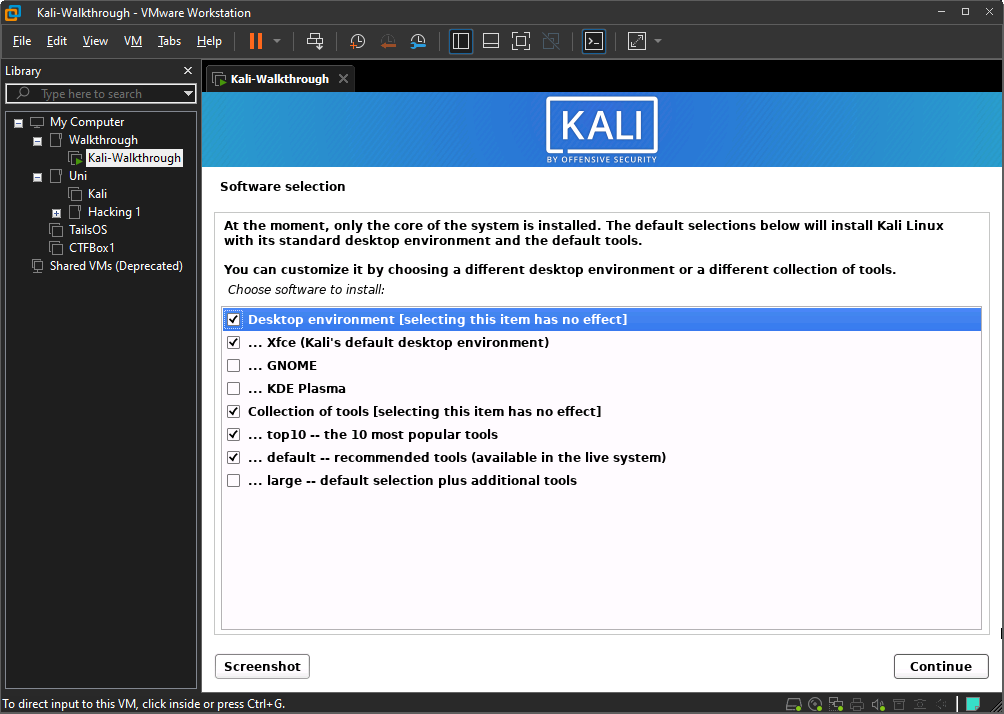 Kali-Walkthrough - VMware Workstation
File Edit View VM Tabs Help
Library
Type here to search
My Computer
Walkthrough
Kali-Walkthrough
Uni
Kali
Hacking 1
TailsOS
CTFBox1
Shared VMs (Deprecated)
Kali-Walkthrough
KALI
BY OFFENSIVE SECURITY
Software selection
At the moment, only the core of the system is installed. The default selections below will install Kali Linux
with its standard desktop environment and the default tools.
You can customize it by choosing a different desktop environment or a different collection of tools.
Choose software to install:
Desktop environment [selecting this item has no effect]
... Xfce (Kali's default desktop environment)
... GNOME
... KDE Plasma
Collection of tools [selecting this item has no effect]
... top10 -- the 10 most popular tools
... default -- recommended tools (available in the live system)
... large -- default selection plus additional tools
Screenshot
Continue
To direct input to this VM, click inside or press Ctrl+G.